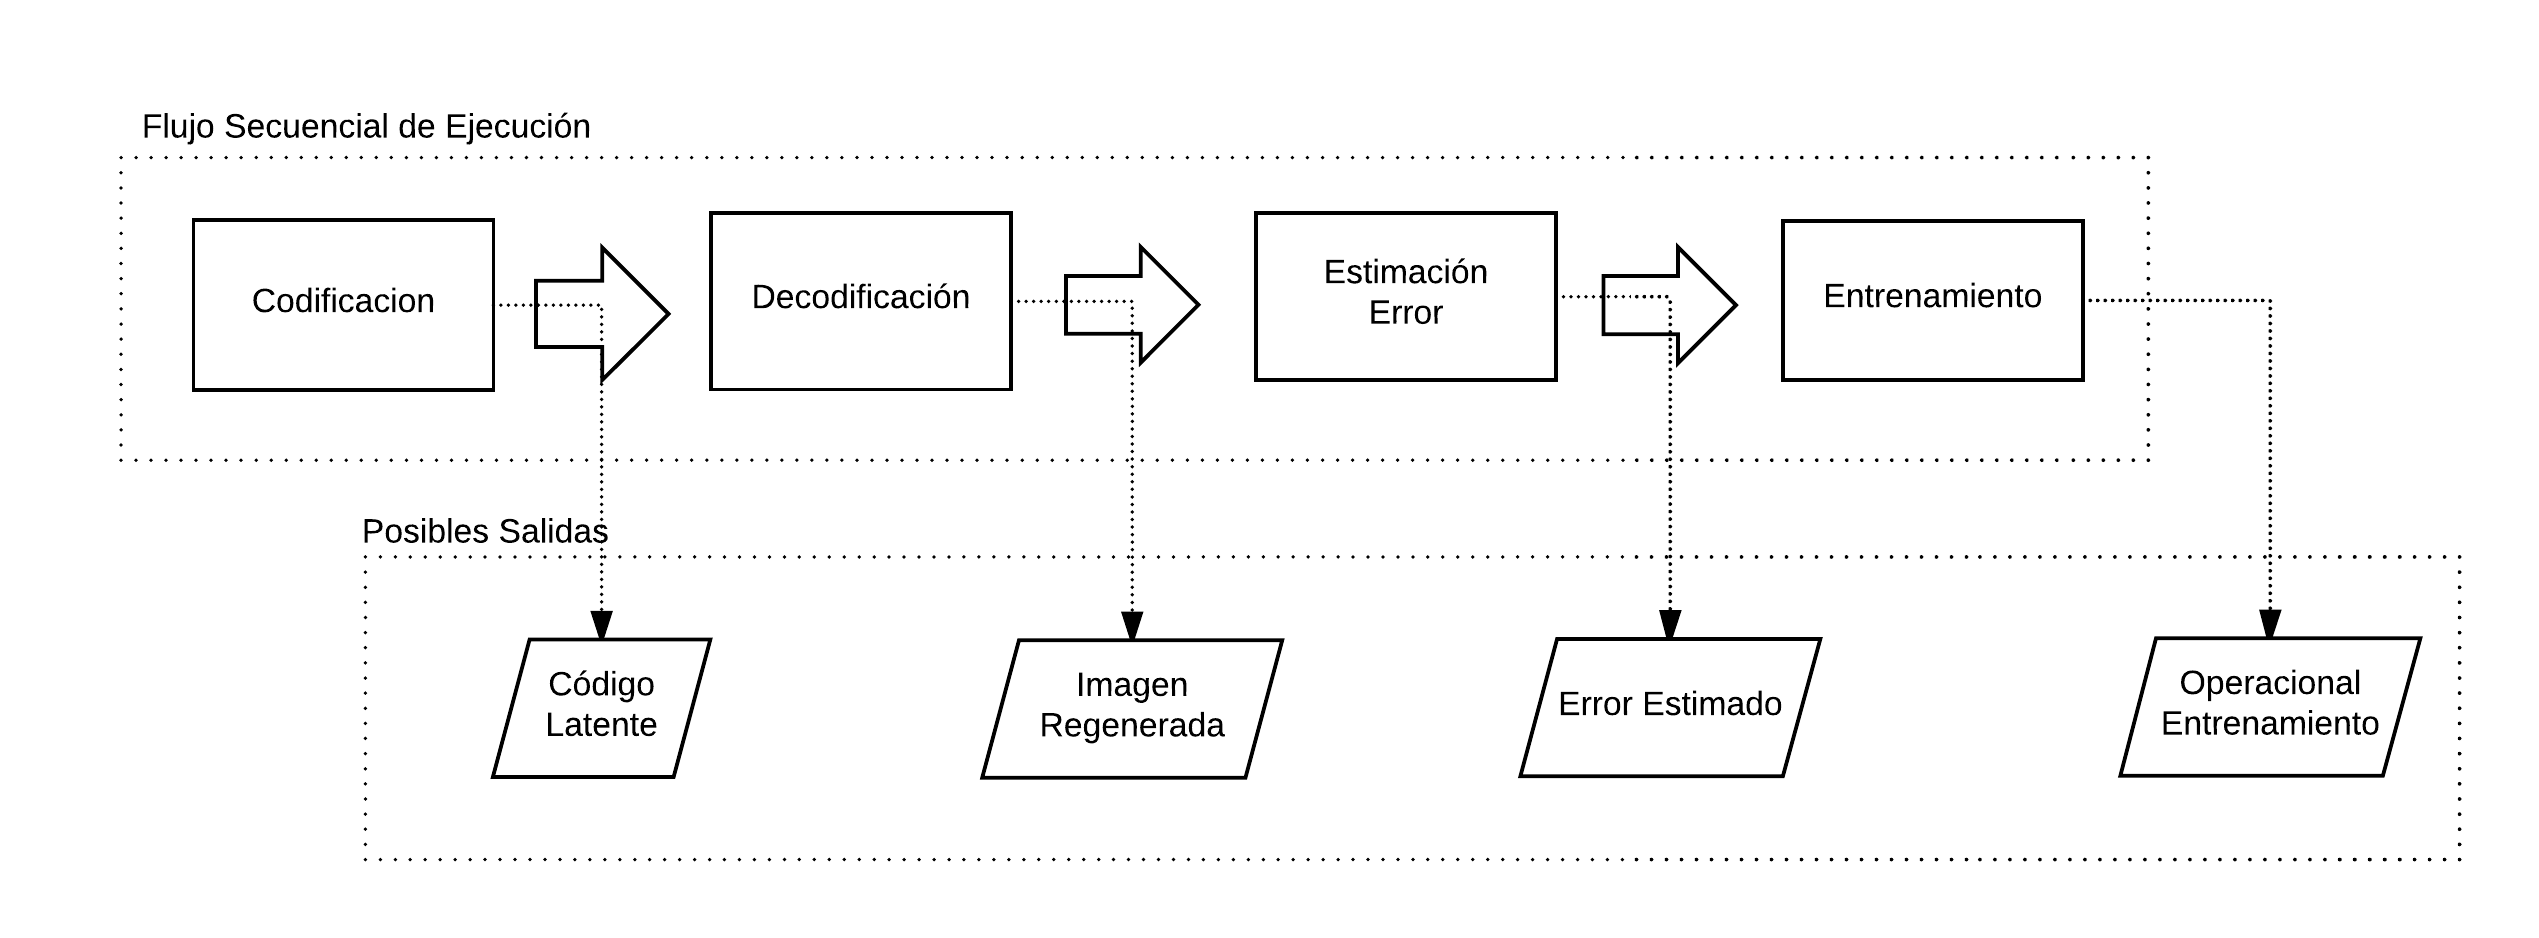 Flujo Secuencial de Ejecución
Codificacion
Decodificación
Estimación
Error
Entrenamiento
Posibles Salidas
Código
Latente
Imagen
Regenerada
Error Estimado
Operacional
Entrenamiento